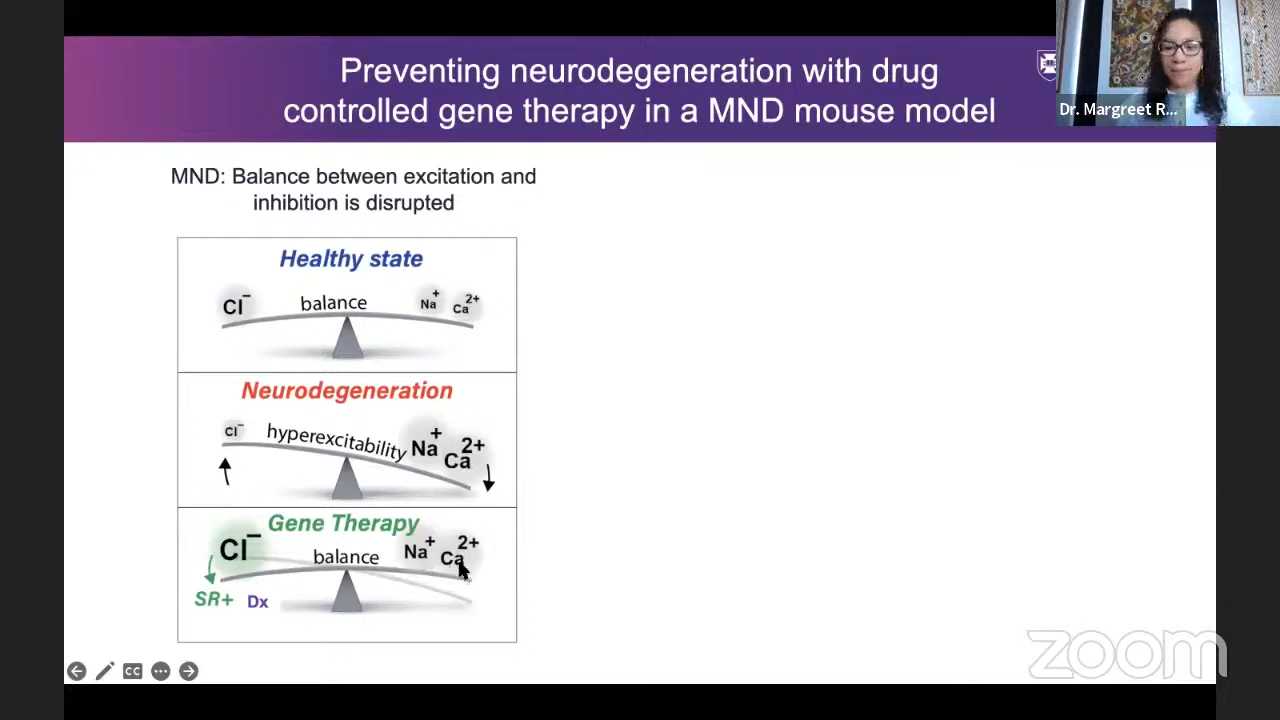 Preventing neurodegeneration with drug
controlled gene therapy in a MND mouse model
Dr. Margreet R...
MND: Balance between excitation and
inhibition is disrupted
Healthy state
Cl⁻ balance Na⁺ Ca²⁺
Neurodegeneration
Cl⁻ hyperexcitability Na⁺ Ca²⁺
Gene Therapy
Cl⁻ balance Na⁺ Ca²⁺
SR+ Dx
CC
zoom